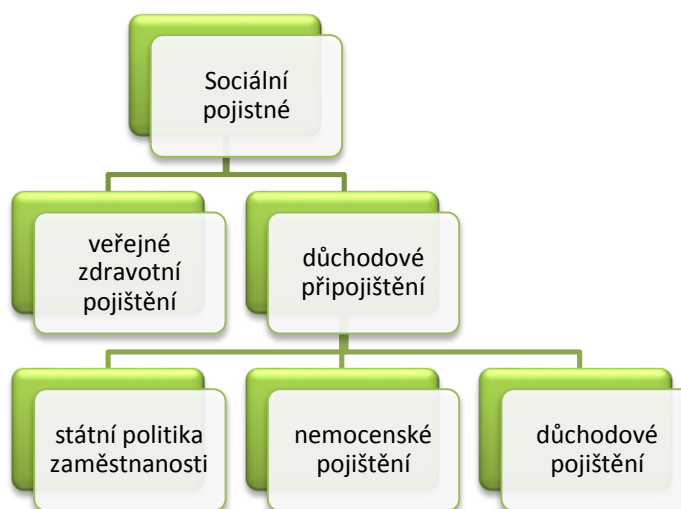 Sociální
pojistné
veřejné
zdravotní
pojištění
důchodové
připojištění
státní politika
zaměstnanosti
nemocenské
pojištění
důchodové
pojištění